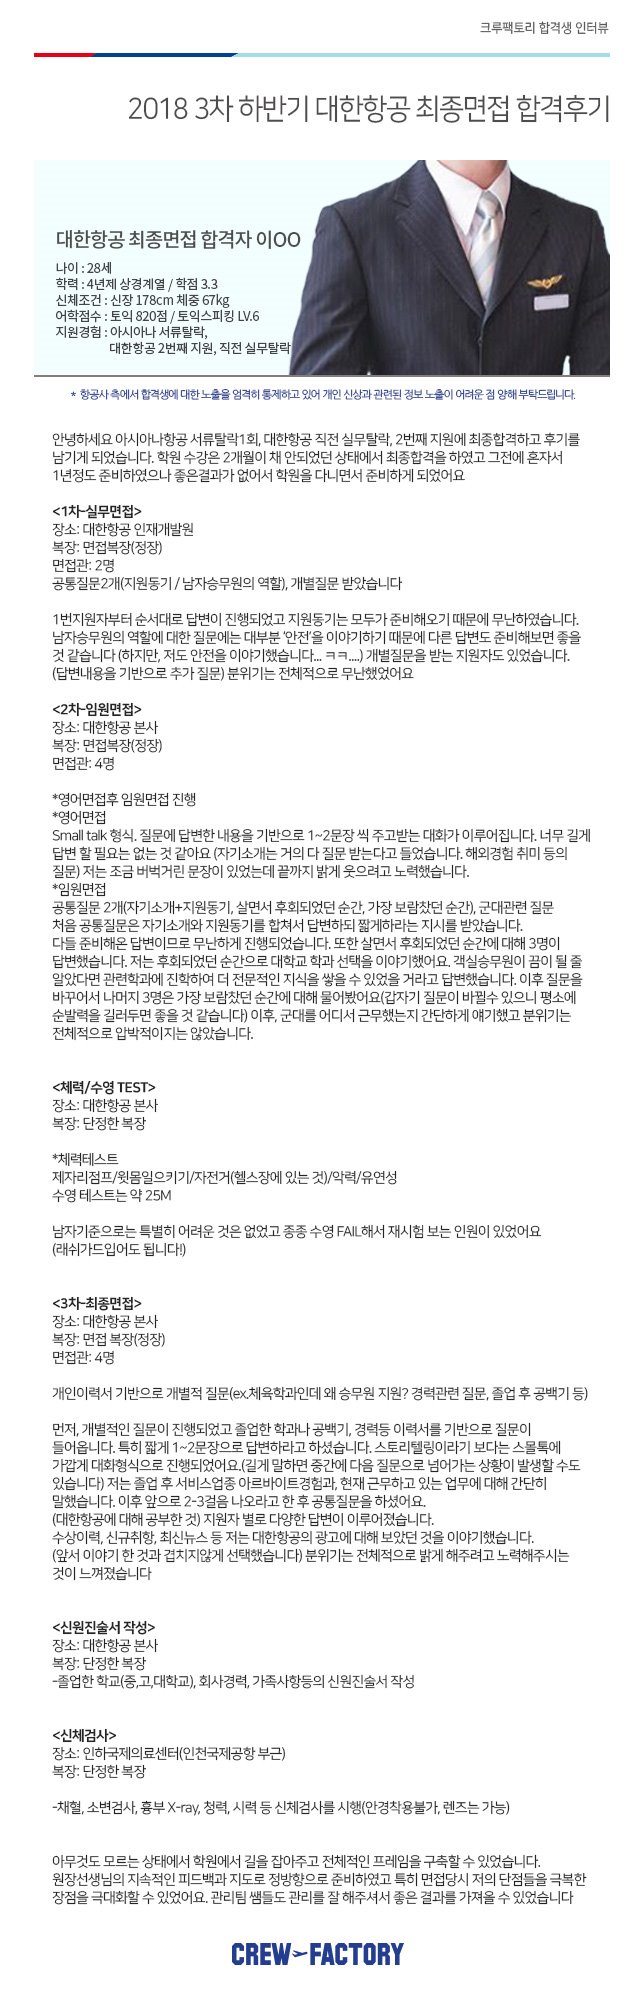 크루팩토리 합격생 인터뷰
2018 3차 하반기 대한항공 최종면접 합격후기
대한항공 최종면접 합격자 이OO
나이 : 28세
학력 : 4년제 상경계열 / 학점 3.3
신체조건 : 신장 178cm 체중 67kg
어학점수 : 토익 820점 / 토익스피킹 LV.6
지원경험 : 아시아나 서류탈락,
대한항공 2번째 지원, 직전 실무탈락
* 항공사 측에서 합격생에 대한 노출을 엄격히 통제하고 있어 개인 신상과 관련된 정보 노출이 어려운 점 양해 부탁드립니다.
안녕하세요 아시아나항공 서류탈락1회, 대한항공 직전 실무탈락, 2번째 지원에 최종합격하고 후기를
남기게 되었습니다. 학원 수강은 2개월이 채 안되었던 상태에서 최종합격을 하였고 그전에 혼자서
1년정도 준비하였으나 좋은결과가 없어서 학원을 다니면서 준비하게 되었어요
<1차-실무면접>
장소: 대한항공 인재개발원
복장: 면접복장(정장)
면접관: 2명
공통질문2개(지원동기 / 남자승무원의 역할), 개별질문 받았습니다
1번지원자부터 순서대로 답변이 진행되었고 지원동기는 모두가 준비해오기 때문에 무난하였습니다.
남자승무원의 역할에 대한 질문에는 대부분 '안전'을 이야기하기 때문에 다른 답변도 준비해보면 좋을
것 같습니다 (하지만, 저도 안전을 이야기했습니다... ㅋㅋ....) 개별질문을 받는 지원자도 있었습니다.
(답변내용을 기반으로 추가 질문) 분위기는 전체적으로 무난했었어요
<2차-임원면접>
장소: 대한항공 본사
복장: 면접복장(정장)
면접관: 4명
*영어면접후 임원면접 진행
*영어면접
Small talk 형식. 질문에 답변한 내용을 기반으로 1~2문장 씩 주고받는 대화가 이루어집니다. 너무 길게
답변 할 필요는 없는 것 같아요 (자기소개는 거의 다 질문 받는다고 들었습니다. 해외경험 취미 등의
질문) 저는 조금 버벅거린 문장이 있었는데 끝까지 밝게 웃으려고 노력했습니다.
*임원면접
공통질문 2개(자기소개+지원동기, 살면서 후회되었던 순간, 가장 보람찼던 순간), 군대관련 질문
처음 공통질문은 자기소개와 지원동기를 합쳐서 답변하되 짧게하라는 지시를 받았습니다.
다들 준비해온 답변이므로 무난하게 진행되었습니다. 또한 살면서 후회되었던 순간에 대해 3명이
답변했습니다. 저는 후회되었던 순간으로 대학교 학과 선택을 이야기했어요. 객실승무원이 꿈이 될 줄
알았다면 관련학과에 진학하여 더 전문적인 지식을 쌓을 수 있었을 거라고 답변했습니다. 이후 질문을
바꾸어서 나머지 3명은 가장 보람찼던 순간에 대해 물어봤어요(갑자기 질문이 바뀔수 있으니 평소에
순발력을 길러두면 좋을 것 같습니다) 이후, 군대를 어디서 근무했는지 간단하게 얘기했고 분위기는
전체적으로 압박적이지는 않았습니다.
<체력/수영 TEST>
장소: 대한항공 본사
복장: 단정한 복장
*체력테스트
제자리점프/윗몸일으키기/자전거(헬스장에 있는 것)/악력/유연성
수영 테스트는 약 25M
남자기준으로는 특별히 어려운 것은 없었고 종종 수영 FAIL해서 재시험 보는 인원이 있었어요
(래쉬가드입어도 됩니다!)
<3차-최종면접>
장소: 대한항공 본사
복장: 면접 복장(정장)
면접관: 4명
개인이력서 기반으로 개별적 질문(ex.체육학과인데 왜 승무원 지원? 경력관련 질문, 졸업 후 공백기 등)
먼저, 개별적인 질문이 진행되었고 졸업한 학과나 공백기, 경력등 이력서를 기반으로 질문이
들어옵니다. 특히 짧게 1~2문장으로 답변하라고 하셨습니다. 스토리텔링이라기 보다는 스몰톡에
가깝게 대화형식으로 진행되었어요.(길게 말하면 중간에 다음 질문으로 넘어가는 상황이 발생할 수도
있습니다) 저는 졸업 후 서비스업종 아르바이트경험과, 현재 근무하고 있는 업무에 대해 간단히
말했습니다. 이후 앞으로 2-3걸음 나오라고 한 후 공통질문을 하셨어요.
(대한항공에 대해 공부한 것) 지원자 별로 다양한 답변이 이루어졌습니다.
수상이력, 신규취항, 최신뉴스 등 저는 대한항공의 광고에 대해 보았던 것을 이야기했습니다.
(앞서 이야기 한 것과 겹치지않게 선택했습니다) 분위기는 전체적으로 밝게 해주려고 노력해주시는
것이 느껴졌습니다
<신원진술서 작성>
장소: 대한항공 본사
복장: 단정한 복장
-졸업한 학교(중,고,대학교), 회사경력, 가족사항등의 신원진술서 작성
<신체검사>
장소: 인하국제의료센터(인천국제공항 부근)
복장: 단정한 복장
-채혈, 소변검사, 흉부 X-ray, 청력, 시력 등 신체검사를 시행(안경착용불가, 렌즈는 가능)
아무것도 모르는 상태에서 학원에서 길을 잡아주고 전체적인 프레임을 구축할 수 있었습니다.
원장선생님의 지속적인 피드백과 지도로 정방향으로 준비하였고 특히 면접당시 저의 단점들을 극복한
장점을 극대화할 수 있었어요. 관리팀 쌤들도 관리를 잘 해주셔서 좋은 결과를 가져올 수 있었습니다
CREW FACTORY